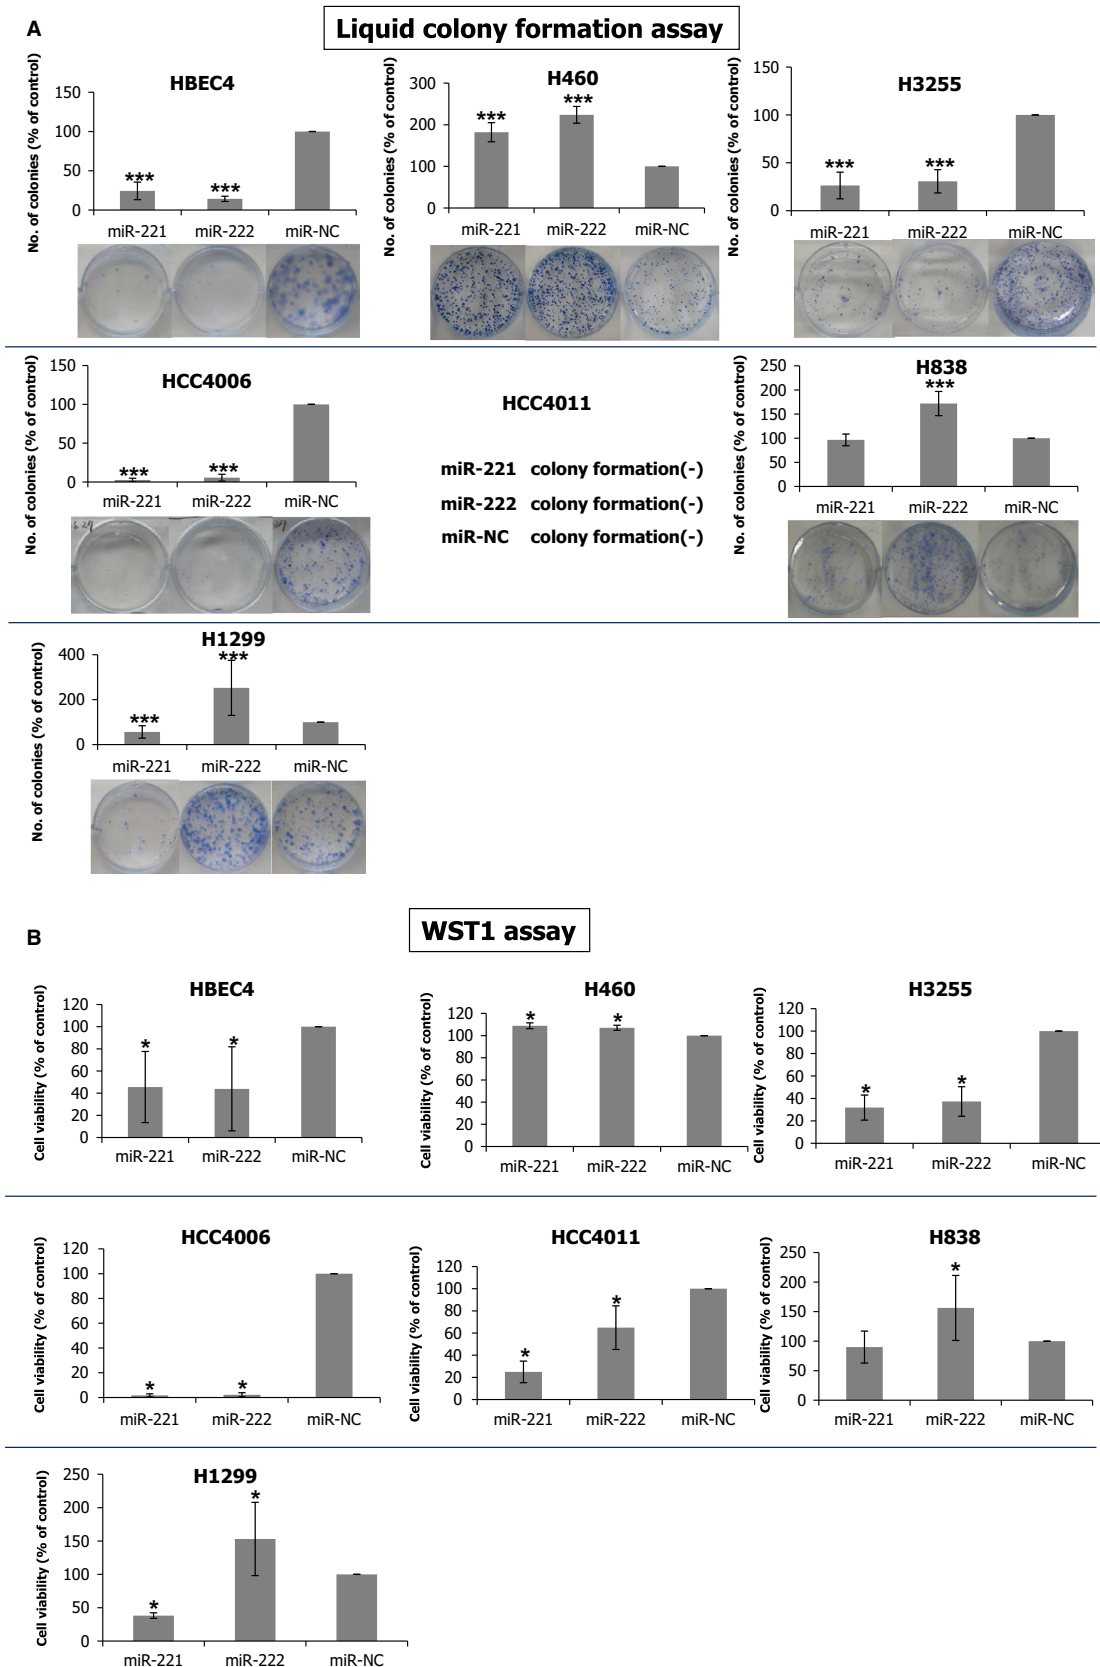 A
Liquid colony formation assay
HBEC4
No. of colonies (% of control)
150
100
50
0
***
***
miR-221 miR-222 miR-NC
H460
No. of colonies (% of control)
300
200
100
0
***
***
miR-221 miR-222 miR-NC
H3255
No. of colonies (% of control)
150
100
50
0
***
***
miR-221 miR-222 miR-NC
HCC4006
No. of colonies (% of control)
150
100
50
0
***
***
miR-221 miR-222 miR-NC
HCC4011
miR-221 colony formation(-)
miR-222 colony formation(-)
miR-NC colony formation(-)
H838
No. of colonies (% of control)
250
200
150
100
50
0
***
miR-221 miR-222 miR-NC
H1299
No. of colonies (% of control)
400
200
0
***
***
miR-221 miR-222 miR-NC
B
WST1 assay
HBEC4
Cell viability (% of control)
120
100
80
60
40
20
0
*
*
miR-221 miR-222 miR-NC
H460
Cell viability (% of control)
120
100
80
60
40
20
0
*
*
miR-221 miR-222 miR-NC
H3255
Cell viability (% of control)
120
100
80
60
40
20
0
*
*
miR-221 miR-222 miR-NC
HCC4006
Cell viability (% of control)
120
100
80
60
40
20
0
*
*
miR-221 miR-222 miR-NC
HCC4011
Cell viability (% of control)
120
100
80
60
40
20
0
*
*
miR-221 miR-222 miR-NC
H838
Cell viability (% of control)
250
200
150
100
50
0
*
miR-221 miR-222 miR-NC
H1299
Cell viability (% of control)
250
200
150
100
50
0
*
*
miR-221 miR-222 miR-NC